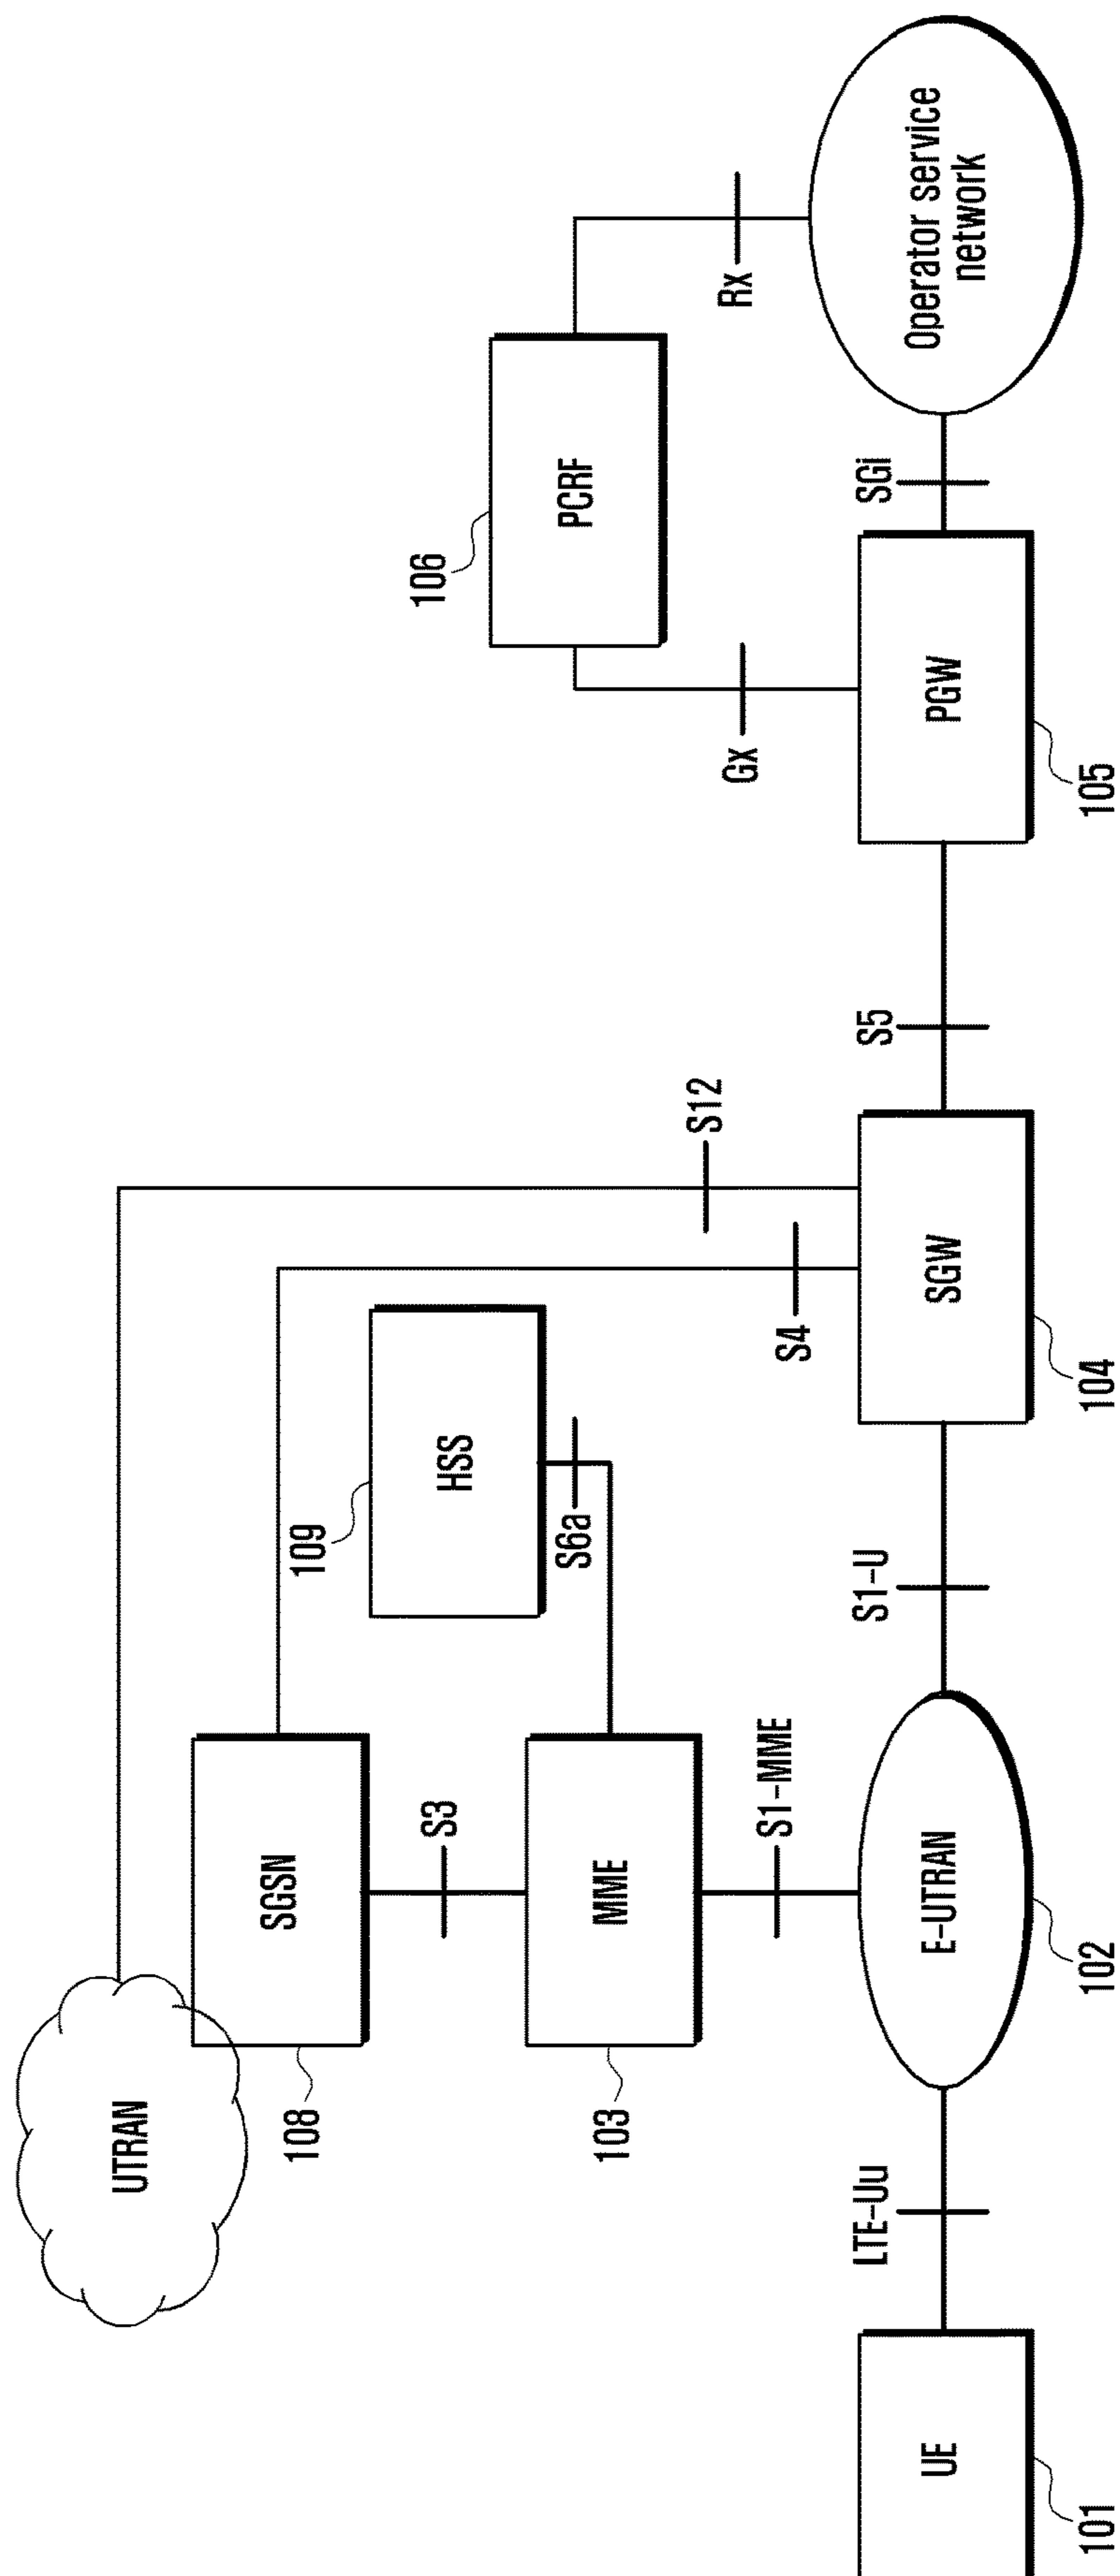 UTRAN
SGSN
108
S3
109
HSS
S6a
MME
103
S12
S4
S1-MME
106
PCRF
Gx
Rx
UE
101
LTE-Uu
E-UTRAN
102
S1-U
SGW
104
S5
PGW
105
SGi
Operator service
network